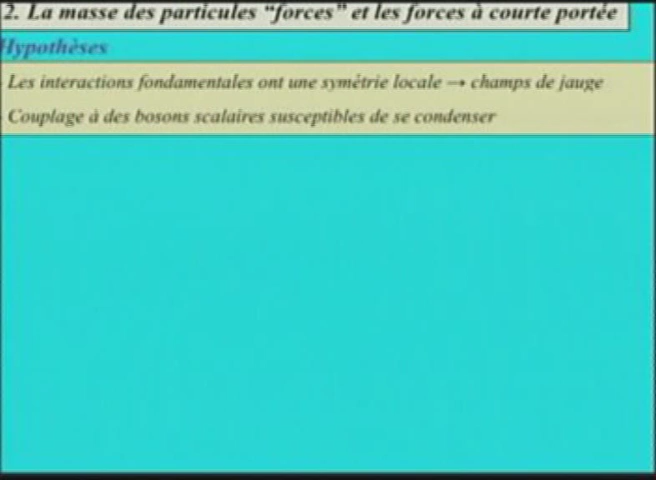 2. La masse des particules “forces” et les forces à courte portée
Hypothèses
Les interactions fondamentales ont une symétrie locale → champs de jauge
Couplage à des bosons scalaires susceptibles de se condenser